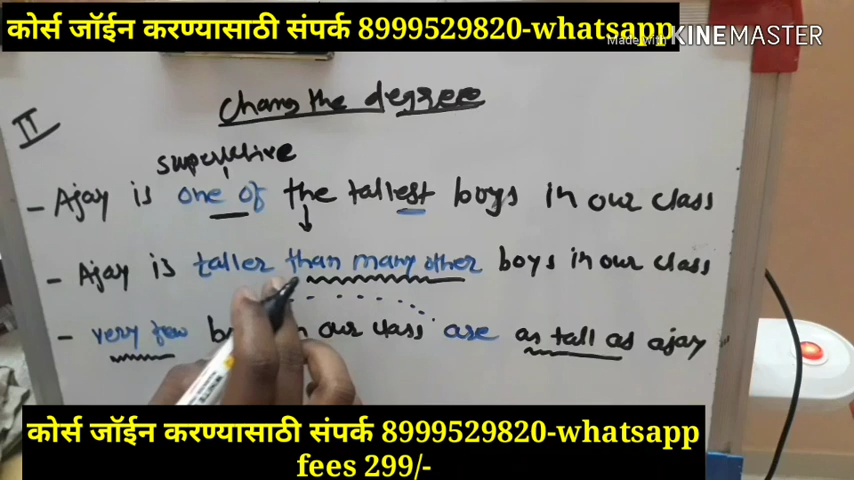 कोर्स जॉईन करण्यासाठी संपर्क 8999529820-whatsapp
Made with KINEMASTER
Chang the degree
II
superlative
- Ajay is one of the tallest boys in our class
- Ajay is taller than many other boys in our class
- very few in our class are as tall as ajay
कोर्स जॉईन करण्यासाठी संपर्क 8999529820-whatsapp
fees 299/-